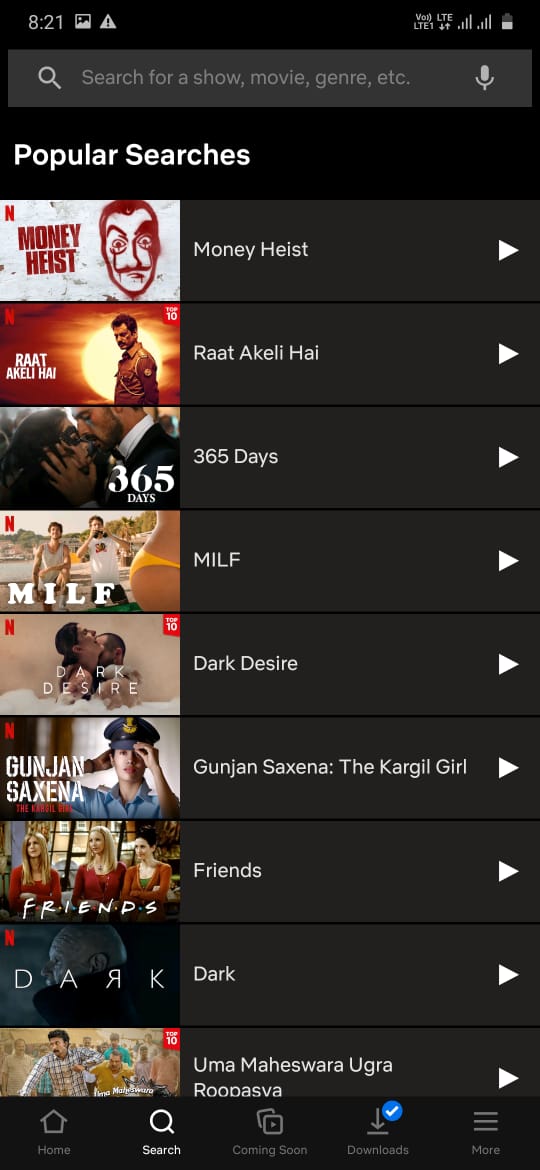 8:21
Vo) LTE
LTE1
Search for a show, movie, genre, etc.
Popular Searches
N
MONEY
HEIST
Money Heist
N
TOP
10
RAAT
AKELI HAI
Raat Akeli Hai
365
DAYS
365 Days
N
MILF
MILF
N
TOP
10
DARK
DESIRE
Dark Desire
N
GUNJAN
SAXENA
THE KARGIL GIRL
Gunjan Saxena: The Kargil Girl
F·R·I·E·N·D·S
Friends
N
DAЯK
Dark
TOP
10
Uma Maheswara
Uma Maheswara Ugra
Roopasya
Home
Search
Coming Soon
Downloads
More